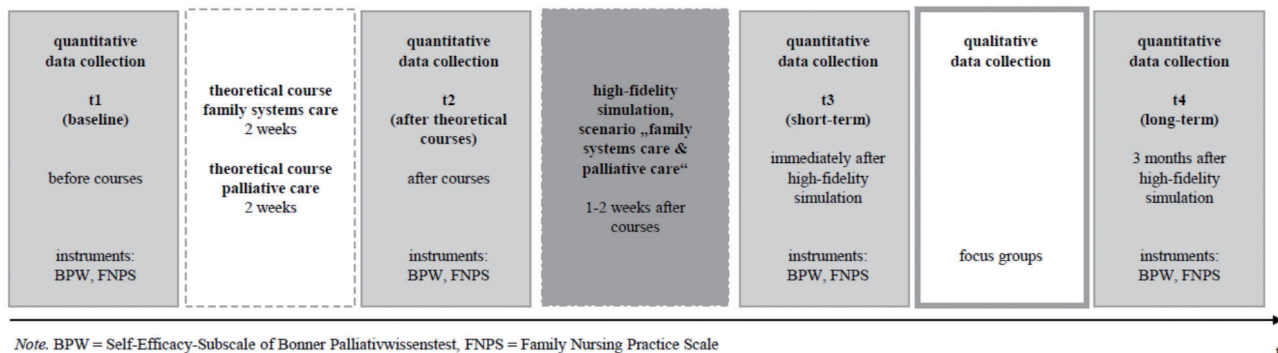 quantitative
data collection
t1
(baseline)
before courses
instruments:
BPW, FNPS
theoretical course
family systems care
2 weeks
theoretical course
palliative care
2 weeks
quantitative
data collection
t2
(after theoretical
courses)
after courses
instruments:
BPW, FNPS
high-fidelity
simulation,
scenario „family
systems care &
palliative care“
1-2 weeks after
courses
quantitative
data collection
t3
(short-term)
immediately after
high-fidelity
simulation
instruments:
BPW, FNPS
qualitative
data collection
focus groups
quantitative
data collection
t4
(long-term)
3 months after
high-fidelity
simulation
instruments:
BPW, FNPS
Note. BPW = Self-Efficacy-Subscale of Bonner Palliativwissenstest, FNPS = Family Nursing Practice Scale
t